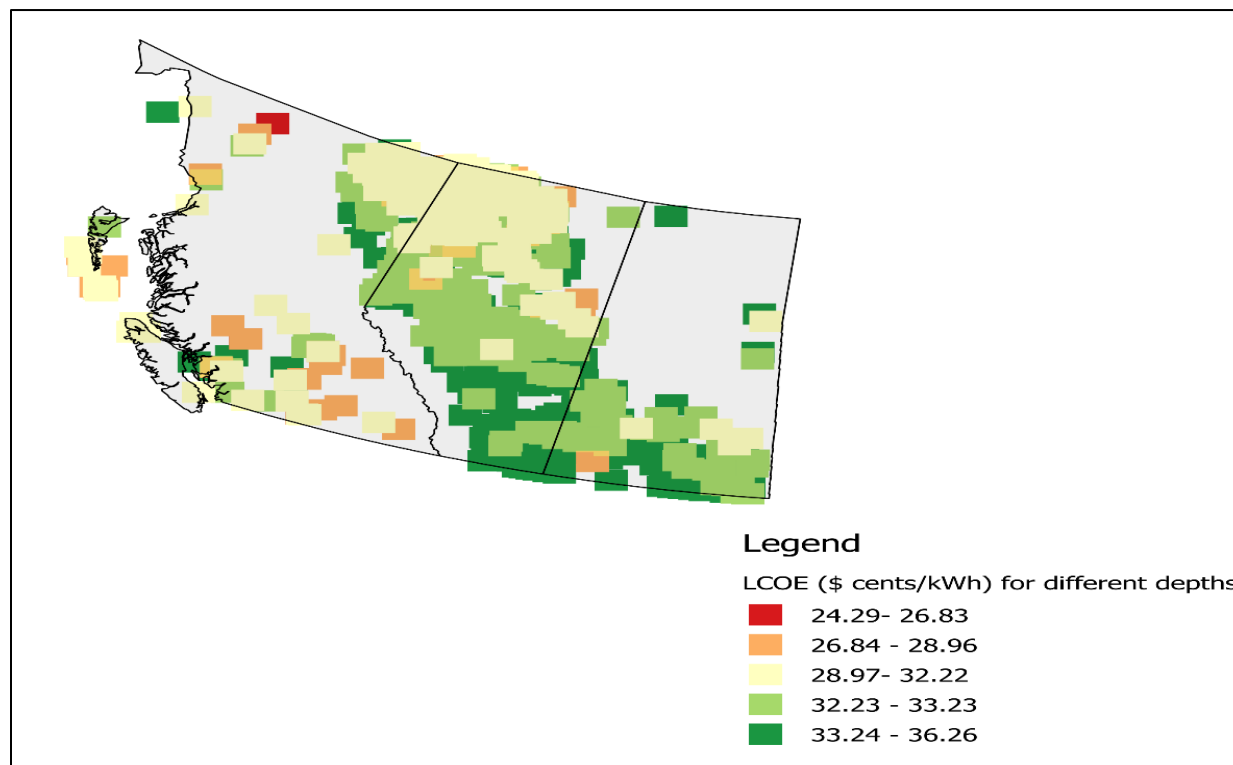 Legend
LCOE ($ cents/kWh) for different depths
24.29- 26.83
26.84 - 28.96
28.97- 32.22
32.23 - 33.23
33.24 - 36.26